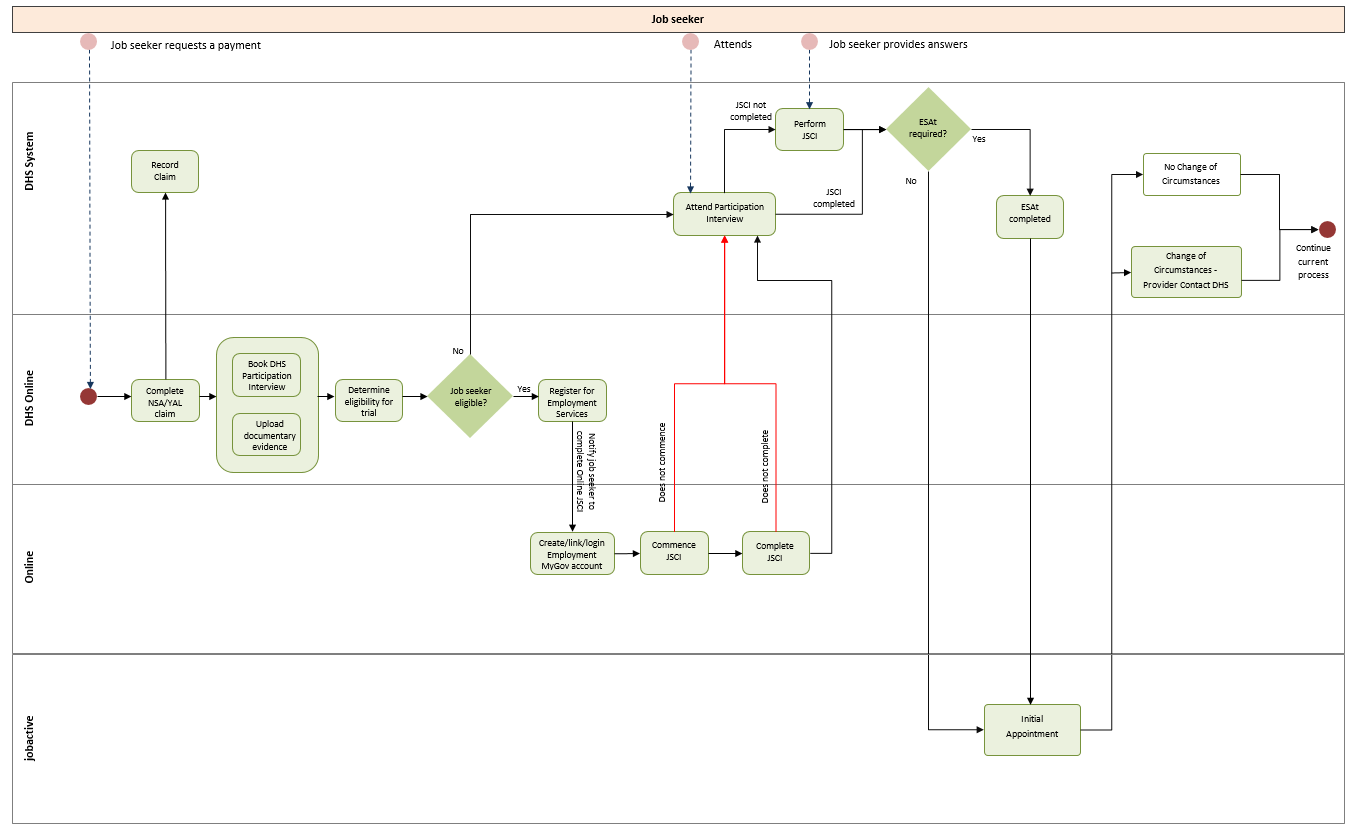 Job seeker
Job seeker requests a payment
Attends
Job seeker provides answers
DHS System
Record
Claim
JSCI not
completed
Perform
JSCI
ESAt
required?
Yes
No
Attend Participation
Interview
JSCI
completed
ESAt
completed
No Change of
Circumstances
Change of
Circumstances -
Provider Contact DHS
Continue
current
process
DHS Online
Complete
NSA/YAL
claim
Book DHS
Participation
Interview
Upload
documentary
evidence
Determine
eligibility for
trial
No
Job seeker
eligible?
Yes
Register for
Employment
Services
Notify job seeker to
complete Online JSCI
Does not commence
Does not complete
Online
Create/link/login
Employment
MyGov account
Commence
JSCI
Complete
JSCI
jobactive
Initial
Appointment